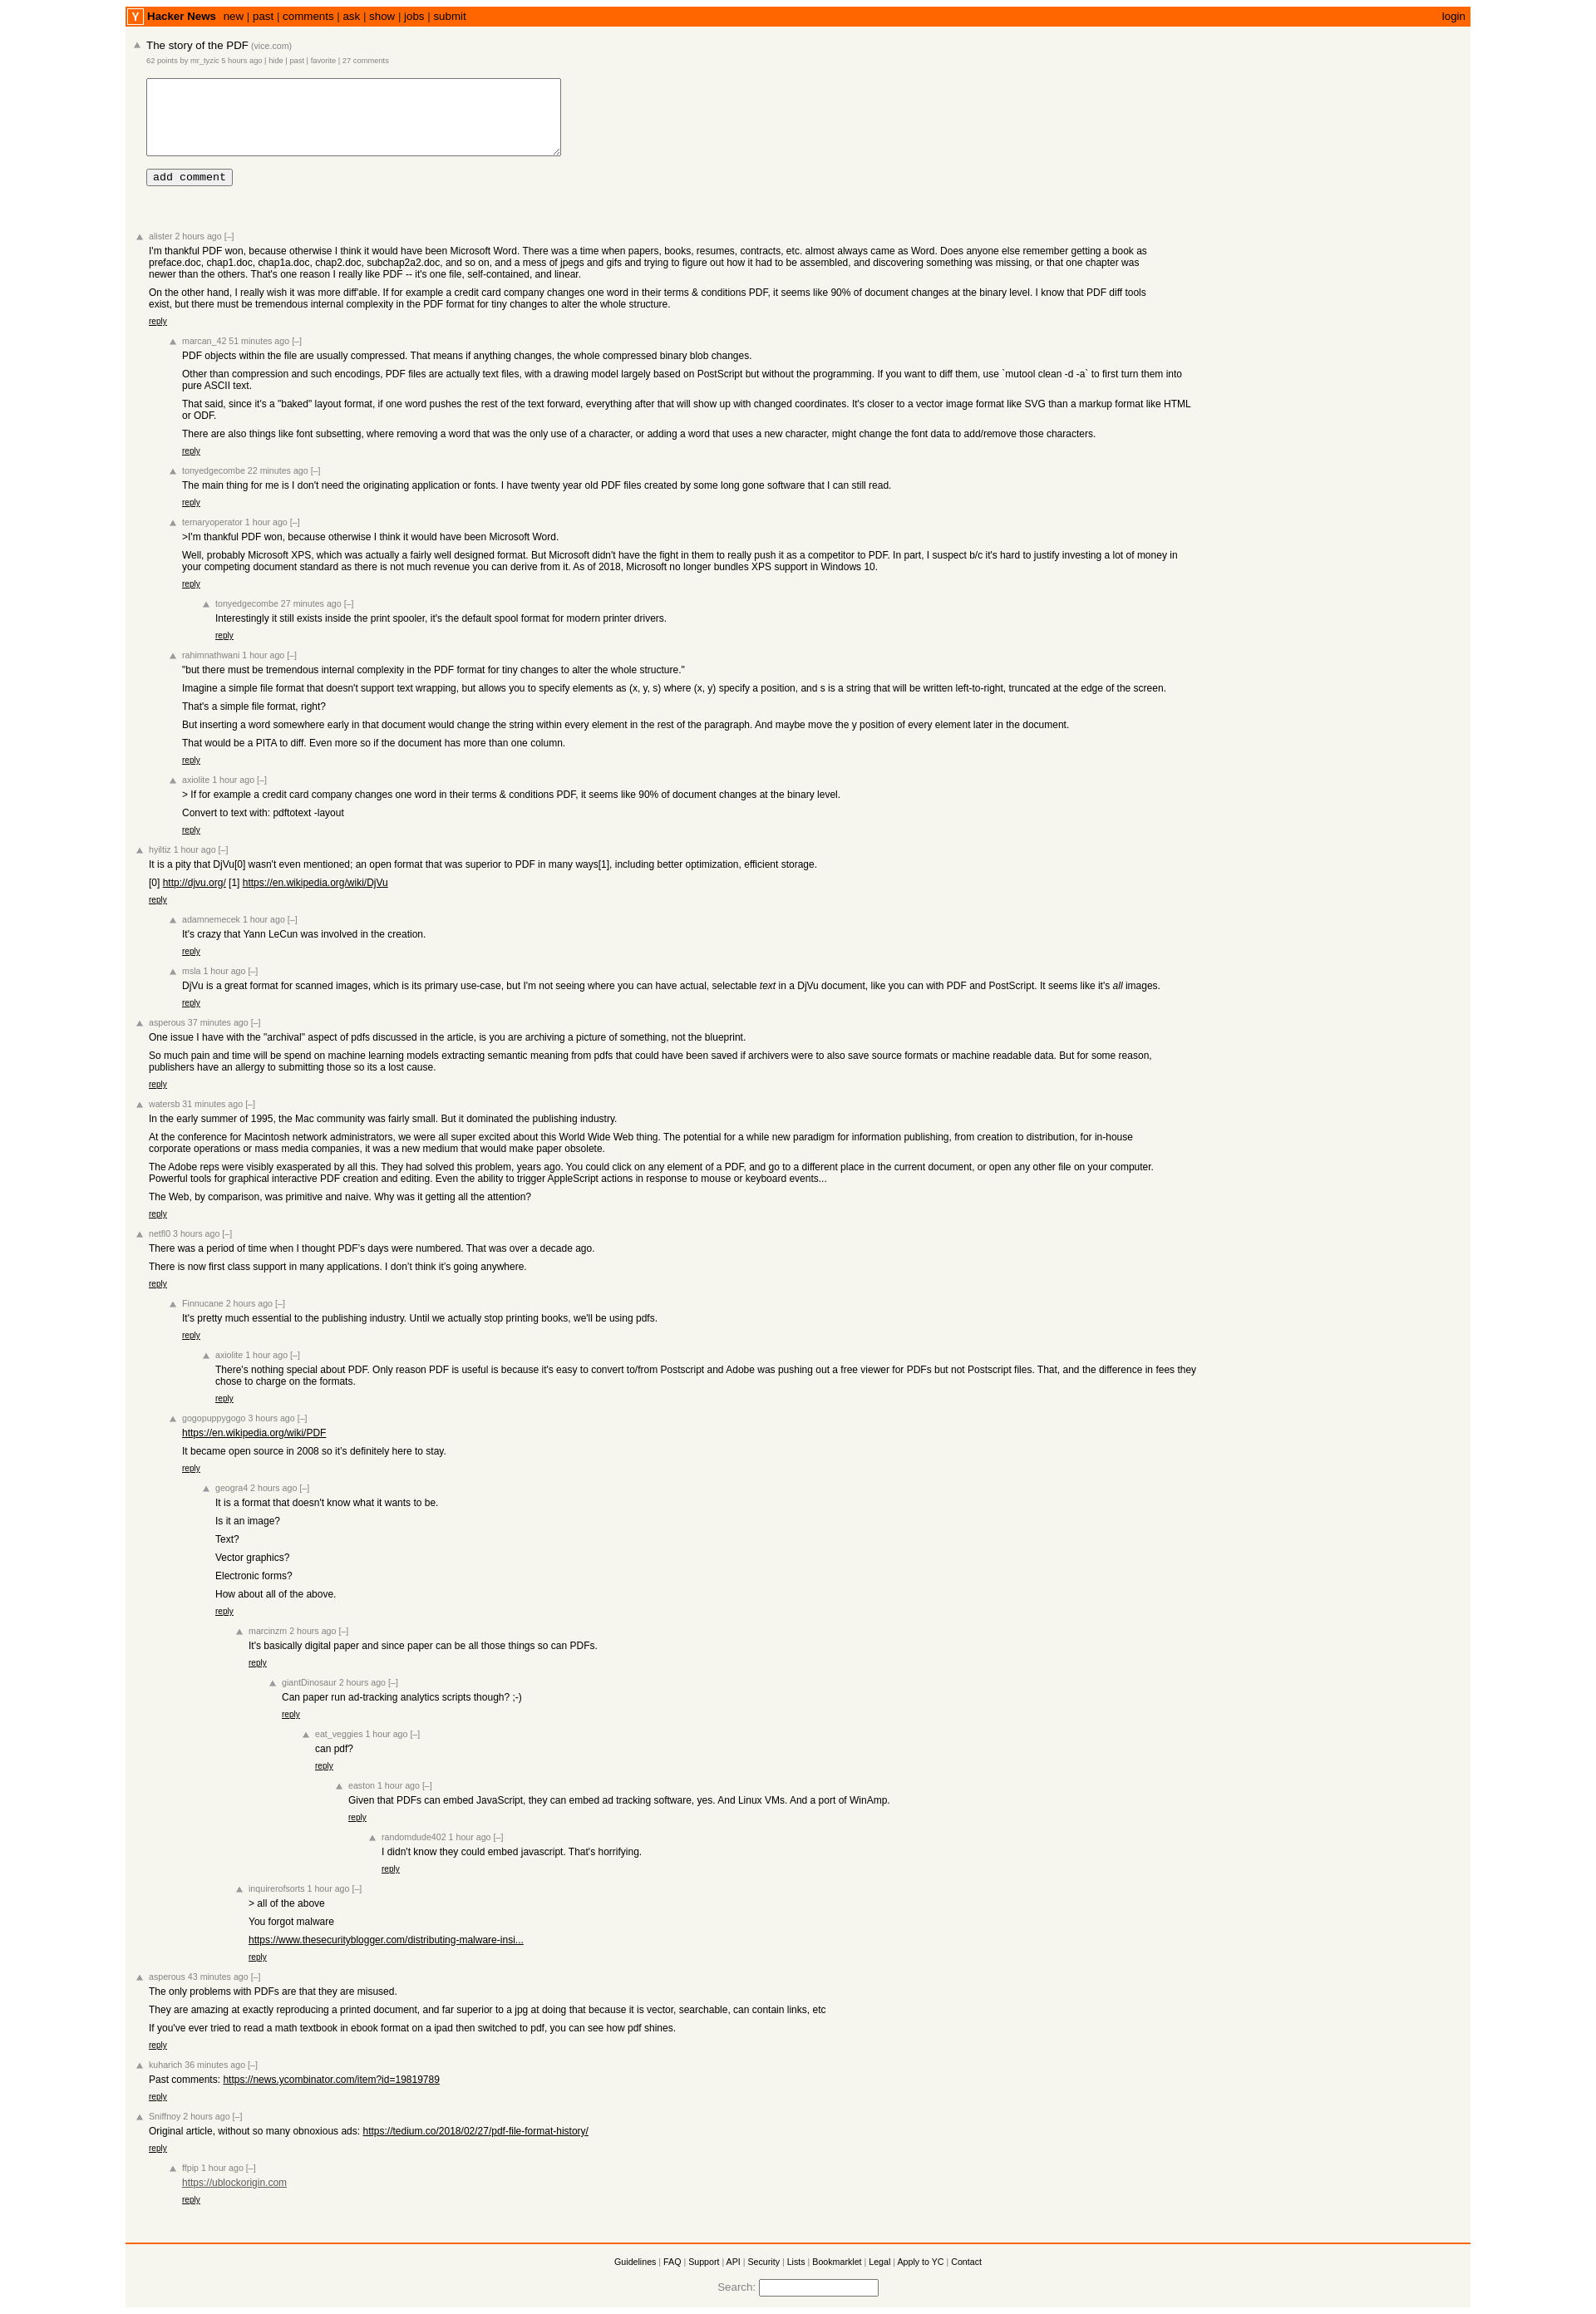 Y Hacker News new | past | comments | ask | show | jobs | submit login
The story of the PDF (vice.com)
62 points by mr_tyzic 5 hours ago | hide | past | favorite | 27 comments
add comment
alister 2 hours ago [–]
I'm thankful PDF won, because otherwise I think it would have been Microsoft Word. There was a time when papers, books, resumes, contracts, etc. almost always came as Word. Does anyone else remember getting a book as
preface.doc, chap1.doc, chap1a.doc, chap2.doc, subchap2a2.doc, and so on, and a mess of jpegs and gifs and trying to figure out how it had to be assembled, and discovering something was missing, or that one chapter was
newer than the others. That's one reason I really like PDF -- it's one file, self-contained, and linear.
On the other hand, I really wish it was more diff'able. If for example a credit card company changes one word in their terms & conditions PDF, it seems like 90% of document changes at the binary level. I know that PDF diff tools
exist, but there must be tremendous internal complexity in the PDF format for tiny changes to alter the whole structure.
reply
marcan_42 51 minutes ago [–]
PDF objects within the file are usually compressed. That means if anything changes, the whole compressed binary blob changes.
Other than compression and such encodings, PDF files are actually text files, with a drawing model largely based on PostScript but without the programming. If you want to diff them, use `mutool clean -d -a` to first turn them into
pure ASCII text.
That said, since it's a "baked" layout format, if one word pushes the rest of the text forward, everything after that will show up with changed coordinates. It's closer to a vector image format like SVG than a markup format like HTML
or ODF.
There are also things like font subsetting, where removing a word that was the only use of a character, or adding a word that uses a new character, might change the font data to add/remove those characters.
reply
tonyedgecombe 22 minutes ago [–]
The main thing for me is I don't need the originating application or fonts. I have twenty year old PDF files created by some long gone software that I can still read.
reply
ternaryoperator 1 hour ago [–]
>I'm thankful PDF won, because otherwise I think it would have been Microsoft Word.
Well, probably Microsoft XPS, which was actually a fairly well designed format. But Microsoft didn't have the fight in them to really push it as a competitor to PDF. In part, I suspect b/c it's hard to justify investing a lot of money in
your competing document standard as there is not much revenue you can derive from it. As of 2018, Microsoft no longer bundles XPS support in Windows 10.
reply
tonyedgecombe 27 minutes ago [–]
Interestingly it still exists inside the print spooler, it's the default spool format for modern printer drivers.
reply
rahimnathwani 1 hour ago [–]
"but there must be tremendous internal complexity in the PDF format for tiny changes to alter the whole structure."
Imagine a simple file format that doesn't support text wrapping, but allows you to specify elements as (x, y, s) where (x, y) specify a position, and s is a string that will be written left-to-right, truncated at the edge of the screen.
That's a simple file format, right?
But inserting a word somewhere early in that document would change the string within every element in the rest of the paragraph. And maybe move the y position of every element later in the document.
That would be a PITA to diff. Even more so if the document has more than one column.
reply
axiolite 1 hour ago [–]
> If for example a credit card company changes one word in their terms & conditions PDF, it seems like 90% of document changes at the binary level.
Convert to text with: pdftotext -layout
reply
hyiltiz 1 hour ago [–]
It is a pity that DjVu[0] wasn't even mentioned; an open format that was superior to PDF in many ways[1], including better optimization, efficient storage.
[0] http://djvu.org/ [1] https://en.wikipedia.org/wiki/DjVu
reply
adamnemecek 1 hour ago [–]
It's crazy that Yann LeCun was involved in the creation.
reply
msla 1 hour ago [–]
DjVu is a great format for scanned images, which is its primary use-case, but I'm not seeing where you can have actual, selectable text in a DjVu document, like you can with PDF and PostScript. It seems like it's all images.
reply
asperous 37 minutes ago [–]
One issue I have with the "archival" aspect of pdfs discussed in the article, is you are archiving a picture of something, not the blueprint.
So much pain and time will be spend on machine learning models extracting semantic meaning from pdfs that could have been saved if archivers were to also save source formats or machine readable data. But for some reason,
publishers have an allergy to submitting those so its a lost cause.
reply
watersb 31 minutes ago [–]
In the early summer of 1995, the Mac community was fairly small. But it dominated the publishing industry.
At the conference for Macintosh network administrators, we were all super excited about this World Wide Web thing. The potential for a while new paradigm for information publishing, from creation to distribution, for in-house
corporate operations or mass media companies, it was a new medium that would make paper obsolete.
The Adobe reps were visibly exasperated by all this. They had solved this problem, years ago. You could click on any element of a PDF, and go to a different place in the current document, or open any other file on your computer.
Powerful tools for graphical interactive PDF creation and editing. Even the ability to trigger AppleScript actions in response to mouse or keyboard events...
The Web, by comparison, was primitive and naive. Why was it getting all the attention?
reply
netfl0 3 hours ago [–]
There was a period of time when I thought PDF's days were numbered. That was over a decade ago.
There is now first class support in many applications. I don't think it's going anywhere.
reply
Finnucane 2 hours ago [–]
It's pretty much essential to the publishing industry. Until we actually stop printing books, we'll be using pdfs.
reply
axiolite 1 hour ago [–]
There's nothing special about PDF. Only reason PDF is useful is because it's easy to convert to/from Postscript and Adobe was pushing out a free viewer for PDFs but not Postscript files. That, and the difference in fees they
chose to charge on the formats.
reply
gogopuppygogo 3 hours ago [–]
https://en.wikipedia.org/wiki/PDF
It became open source in 2008 so it's definitely here to stay.
reply
geogra4 2 hours ago [–]
It is a format that doesn't know what it wants to be.
Is it an image?
Text?
Vector graphics?
Electronic forms?
How about all of the above.
reply
marcinzm 2 hours ago [–]
It's basically digital paper and since paper can be all those things so can PDFs.
reply
giantDinosaur 2 hours ago [–]
Can paper run ad-tracking analytics scripts though? ;-)
reply
eat_veggies 1 hour ago [–]
can pdf?
reply
easton 1 hour ago [–]
Given that PDFs can embed JavaScript, they can embed ad tracking software, yes. And Linux VMs. And a port of WinAmp.
reply
randomdude402 1 hour ago [–]
I didn't know they could embed javascript. That's horrifying.
reply
inquirerofsorts 1 hour ago [–]
> all of the above
You forgot malware
https://www.thesecurityblogger.com/distributing-malware-insi...
reply
asperous 43 minutes ago [–]
The only problems with PDFs are that they are misused.
They are amazing at exactly reproducing a printed document, and far superior to a jpg at doing that because it is vector, searchable, can contain links, etc
If you've ever tried to read a math textbook in ebook format on a ipad then switched to pdf, you can see how pdf shines.
reply
kuharich 36 minutes ago [–]
Past comments: https://news.ycombinator.com/item?id=19819789
reply
Sniffnoy 2 hours ago [–]
Original article, without so many obnoxious ads: https://tedium.co/2018/02/27/pdf-file-format-history/
reply
ffpip 1 hour ago [–]
https://ublockorigin.com
reply
Guidelines | FAQ | Support | API | Security | Lists | Bookmarklet | Legal | Apply to YC | Contact
Search: